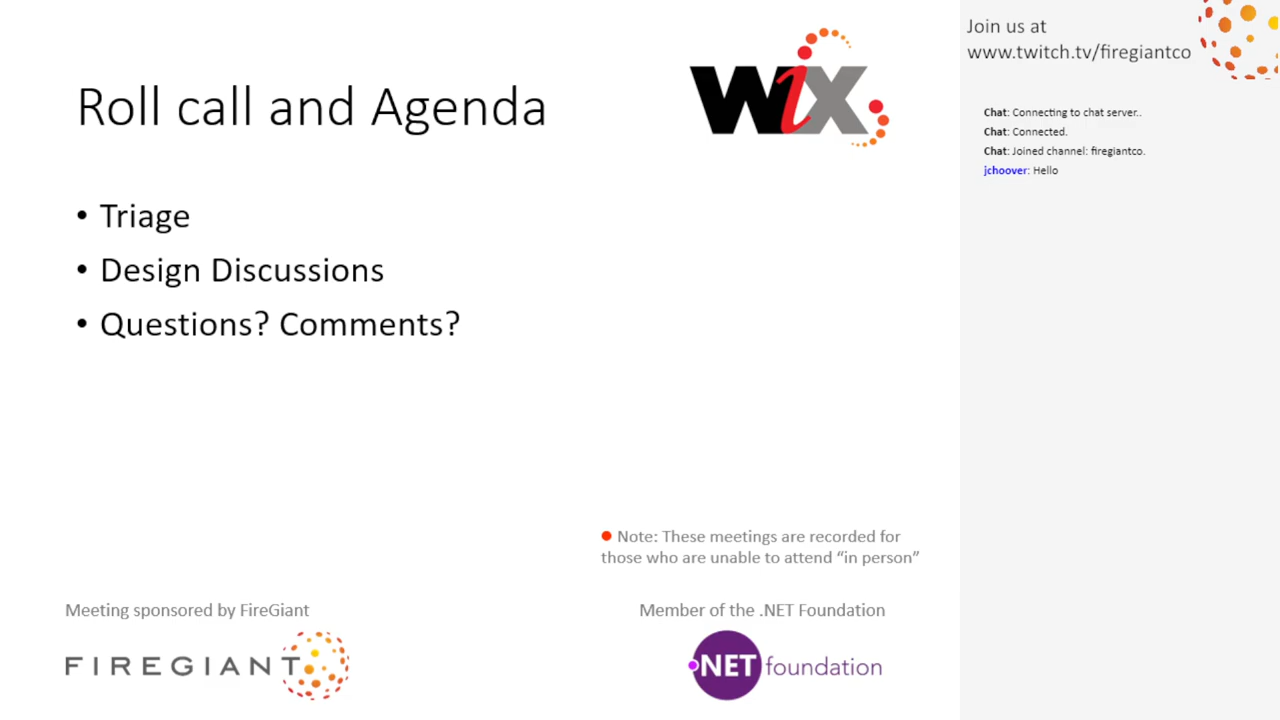 Roll call and Agenda
WiX
• Triage
• Design Discussions
• Questions? Comments?
Note: These meetings are recorded for
those who are unable to attend “in person”
Meeting sponsored by FireGiant
FIREGIANT
Member of the .NET Foundation
.NET foundation
Join us at
www.twitch.tv/firegiantco
Chat: Connecting to chat server..
Chat: Connected.
Chat: Joined channel: firegiantco.
jchoover: Hello